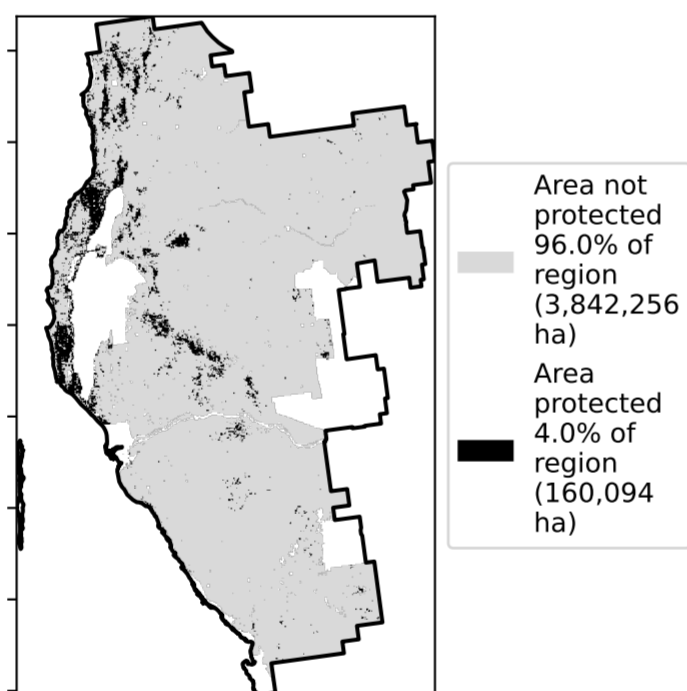 Area not
protected
96.0% of
region
(3,842,256
ha)
Area
protected
4.0% of
region
(160,094
ha)